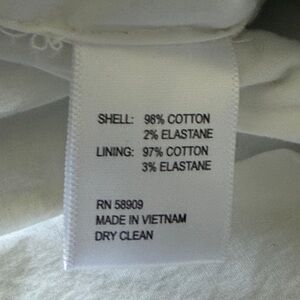 SHELL: 98% COTTON
2% ELASTANE
LINING: 97% COTTON
3% ELASTANE
RN 58909
MADE IN VIETNAM
DRY CLEAN